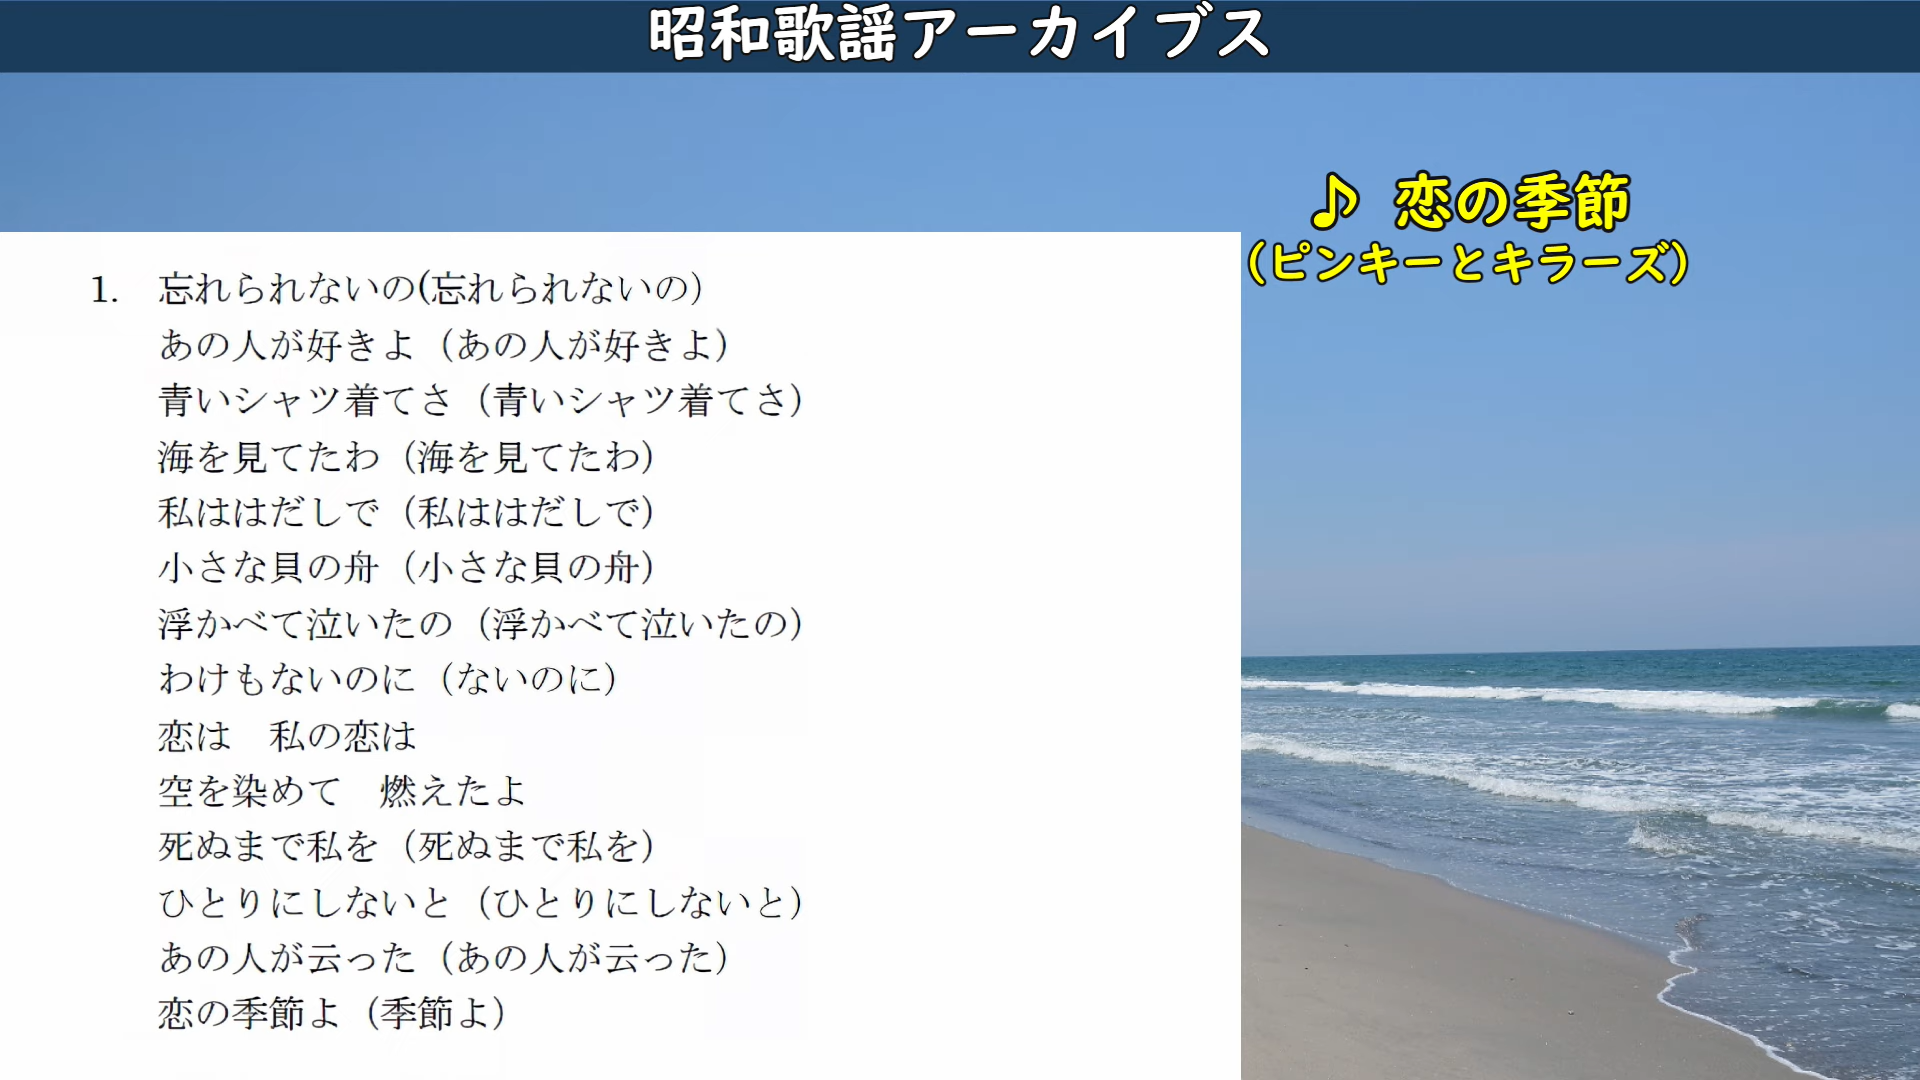 昭和歌謡アーカイブス
♪ 恋の季節
（ピンキーとキラーズ）
1. 忘れられないの(忘れられないの）
あの人が好きよ（あの人が好きよ）
青いシャツ着てさ（青いシャツ着てさ）
海を見てたわ（海を見てたわ）
私ははだしで（私ははだしで）
小さな貝の舟（小さな貝の舟）
浮かべて泣いたの（浮かべて泣いたの）
わけもないのに（ないのに）
恋は　私の恋は
空を染めて　燃えたよ
死ぬまで私を（死ぬまで私を）
ひとりにしないと（ひとりにしないと）
あの人が云った（あの人が云った）
恋の季節よ（季節よ）